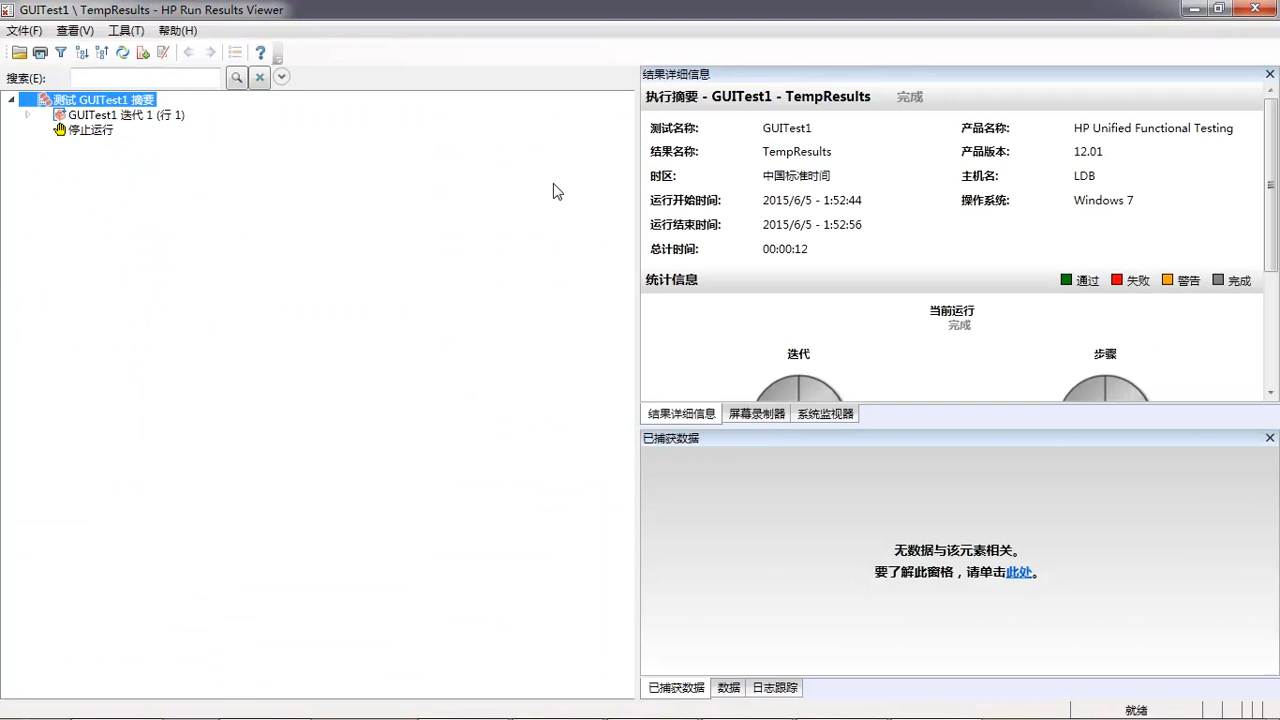 GUITest1 \ TempResults - HP Run Results Viewer
文件(F) 查看(V) 工具(T) 帮助(H)
搜索(E):
测试 GUITest1 摘要
GUITest1 迭代 1 (行 1)
停止运行
结果详细信息
执行摘要 - GUITest1 - TempResults 完成
测试名称: GUITest1 产品名称: HP Unified Functional Testing
结果名称: TempResults 产品版本: 12.01
时区: 中国标准时间 主机名: LDB
运行开始时间: 2015/6/5 - 1:52:44 操作系统: Windows 7
运行结束时间: 2015/6/5 - 1:52:56
总计时间: 00:00:12
统计信息 通过 失败 警告 完成
当前运行
完成
迭代 步骤
结果详细信息 屏幕录制器 系统监视器
已捕获数据
无数据与该元素相关。
要了解此窗格，请单击此处。
已捕获数据 数据 日志跟踪
就绪